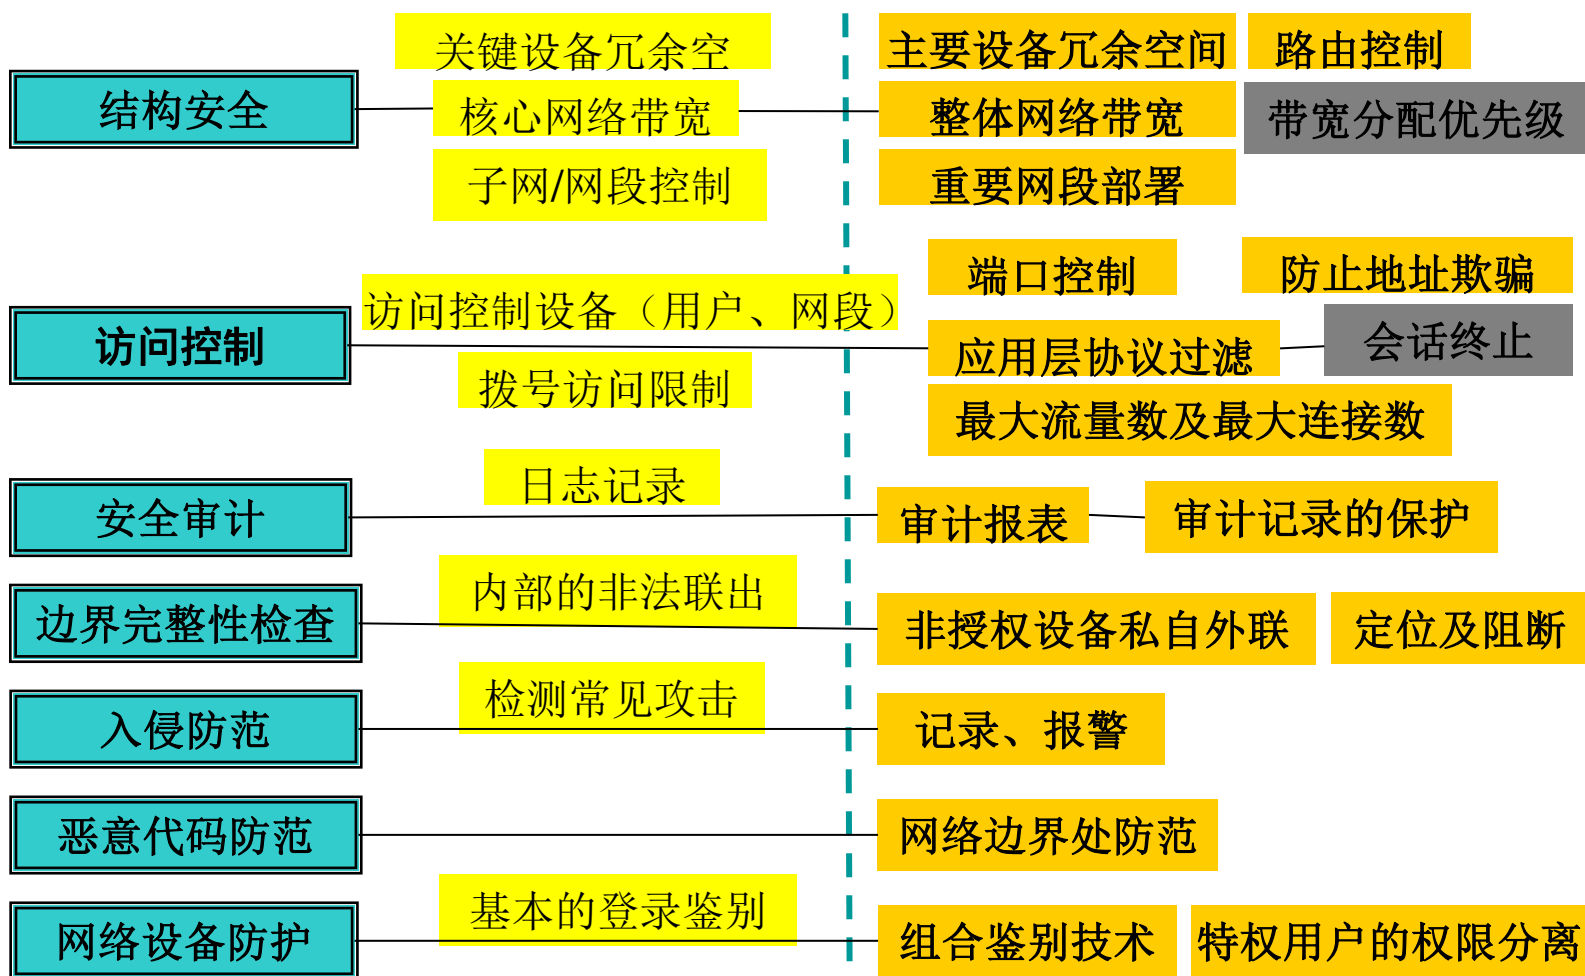 关键设备冗余空
主要设备冗余空间
路由控制
结构安全
核心网络带宽
整体网络带宽
带宽分配优先级
子网/网段控制
重要网段部署
端口控制
防止地址欺骗
访问控制设备（用户、网段）
访问控制
应用层协议过滤
会话终止
拨号访问限制
最大流量数及最大连接数
日志记录
安全审计
审计报表
审计记录的保护
内部的非法联出
边界完整性检查
非授权设备私自外联
定位及阻断
检测常见攻击
入侵防范
记录、报警
恶意代码防范
网络边界处防范
基本的登录鉴别
网络设备防护
组合鉴别技术
特权用户的权限分离